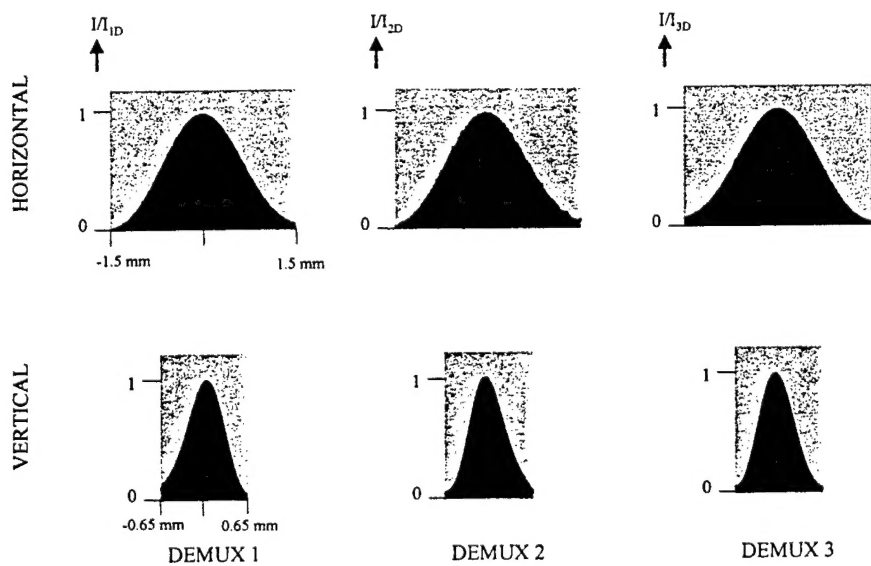 I/I1D
I/I2D
I/I3D
HORIZONTAL
1
1
1
0
0
0
-1.5 mm
1.5 mm
VERTICAL
1
1
1
0
0
0
-0.65 mm
0.65 mm
DEMUX 1
DEMUX 2
DEMUX 3